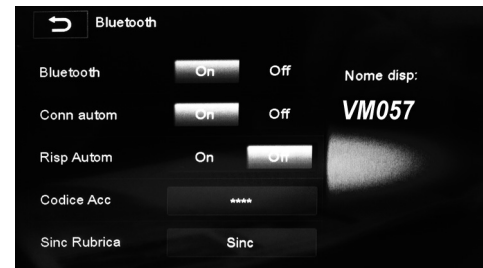 Bluetooth
Bluetooth On Off
Nome disp:
Conn autom On Off
VM057
Risp Autom On Off
Codice Acc ****
Sinc Rubrica Sinc